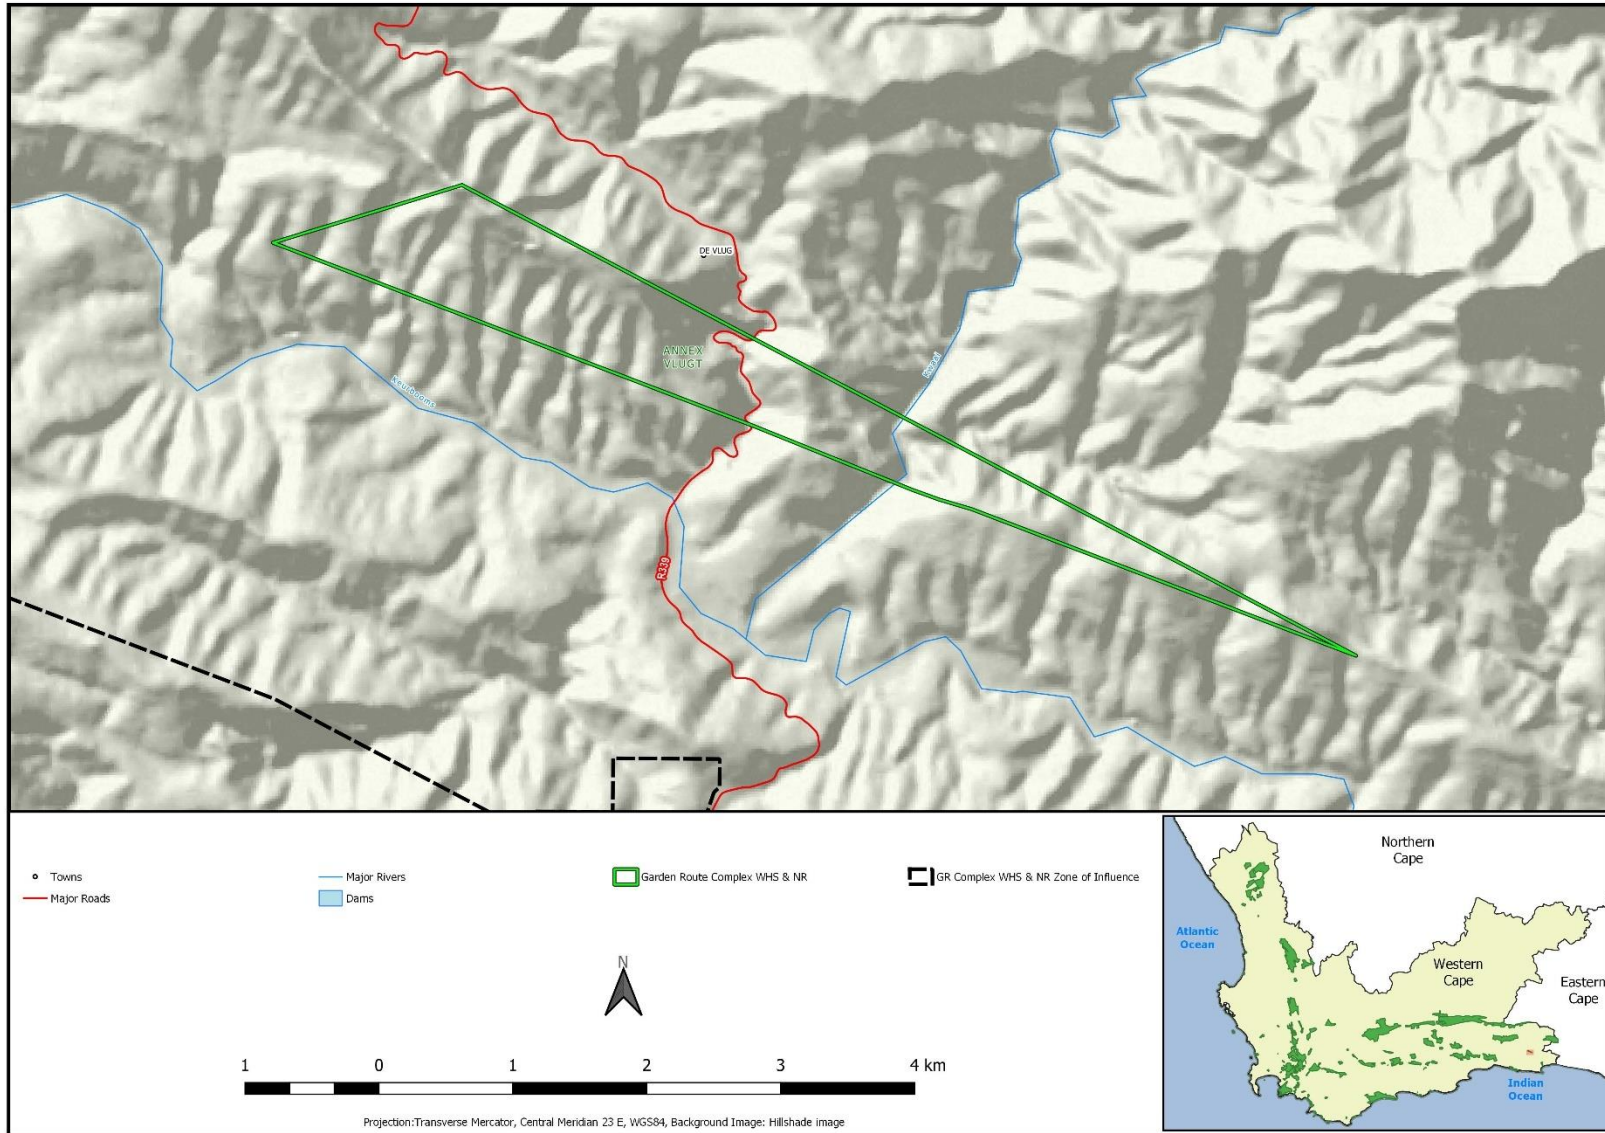 DE VLUG
ANNEX
VLUGT
Keurbooms
R339
Towns
Major Roads
Major Rivers
Dams
Garden Route Complex WHS & NR
GR Complex WHS & NR Zone of Influence
N
1 0 1 2 3 4 km
Projection:Transverse Mercator, Central Meridian 23 E, WGS84, Background Image: Hillshade image
Northern
Cape
Atlantic
Ocean
Western
Cape
Eastern
Cape
Indian
Ocean